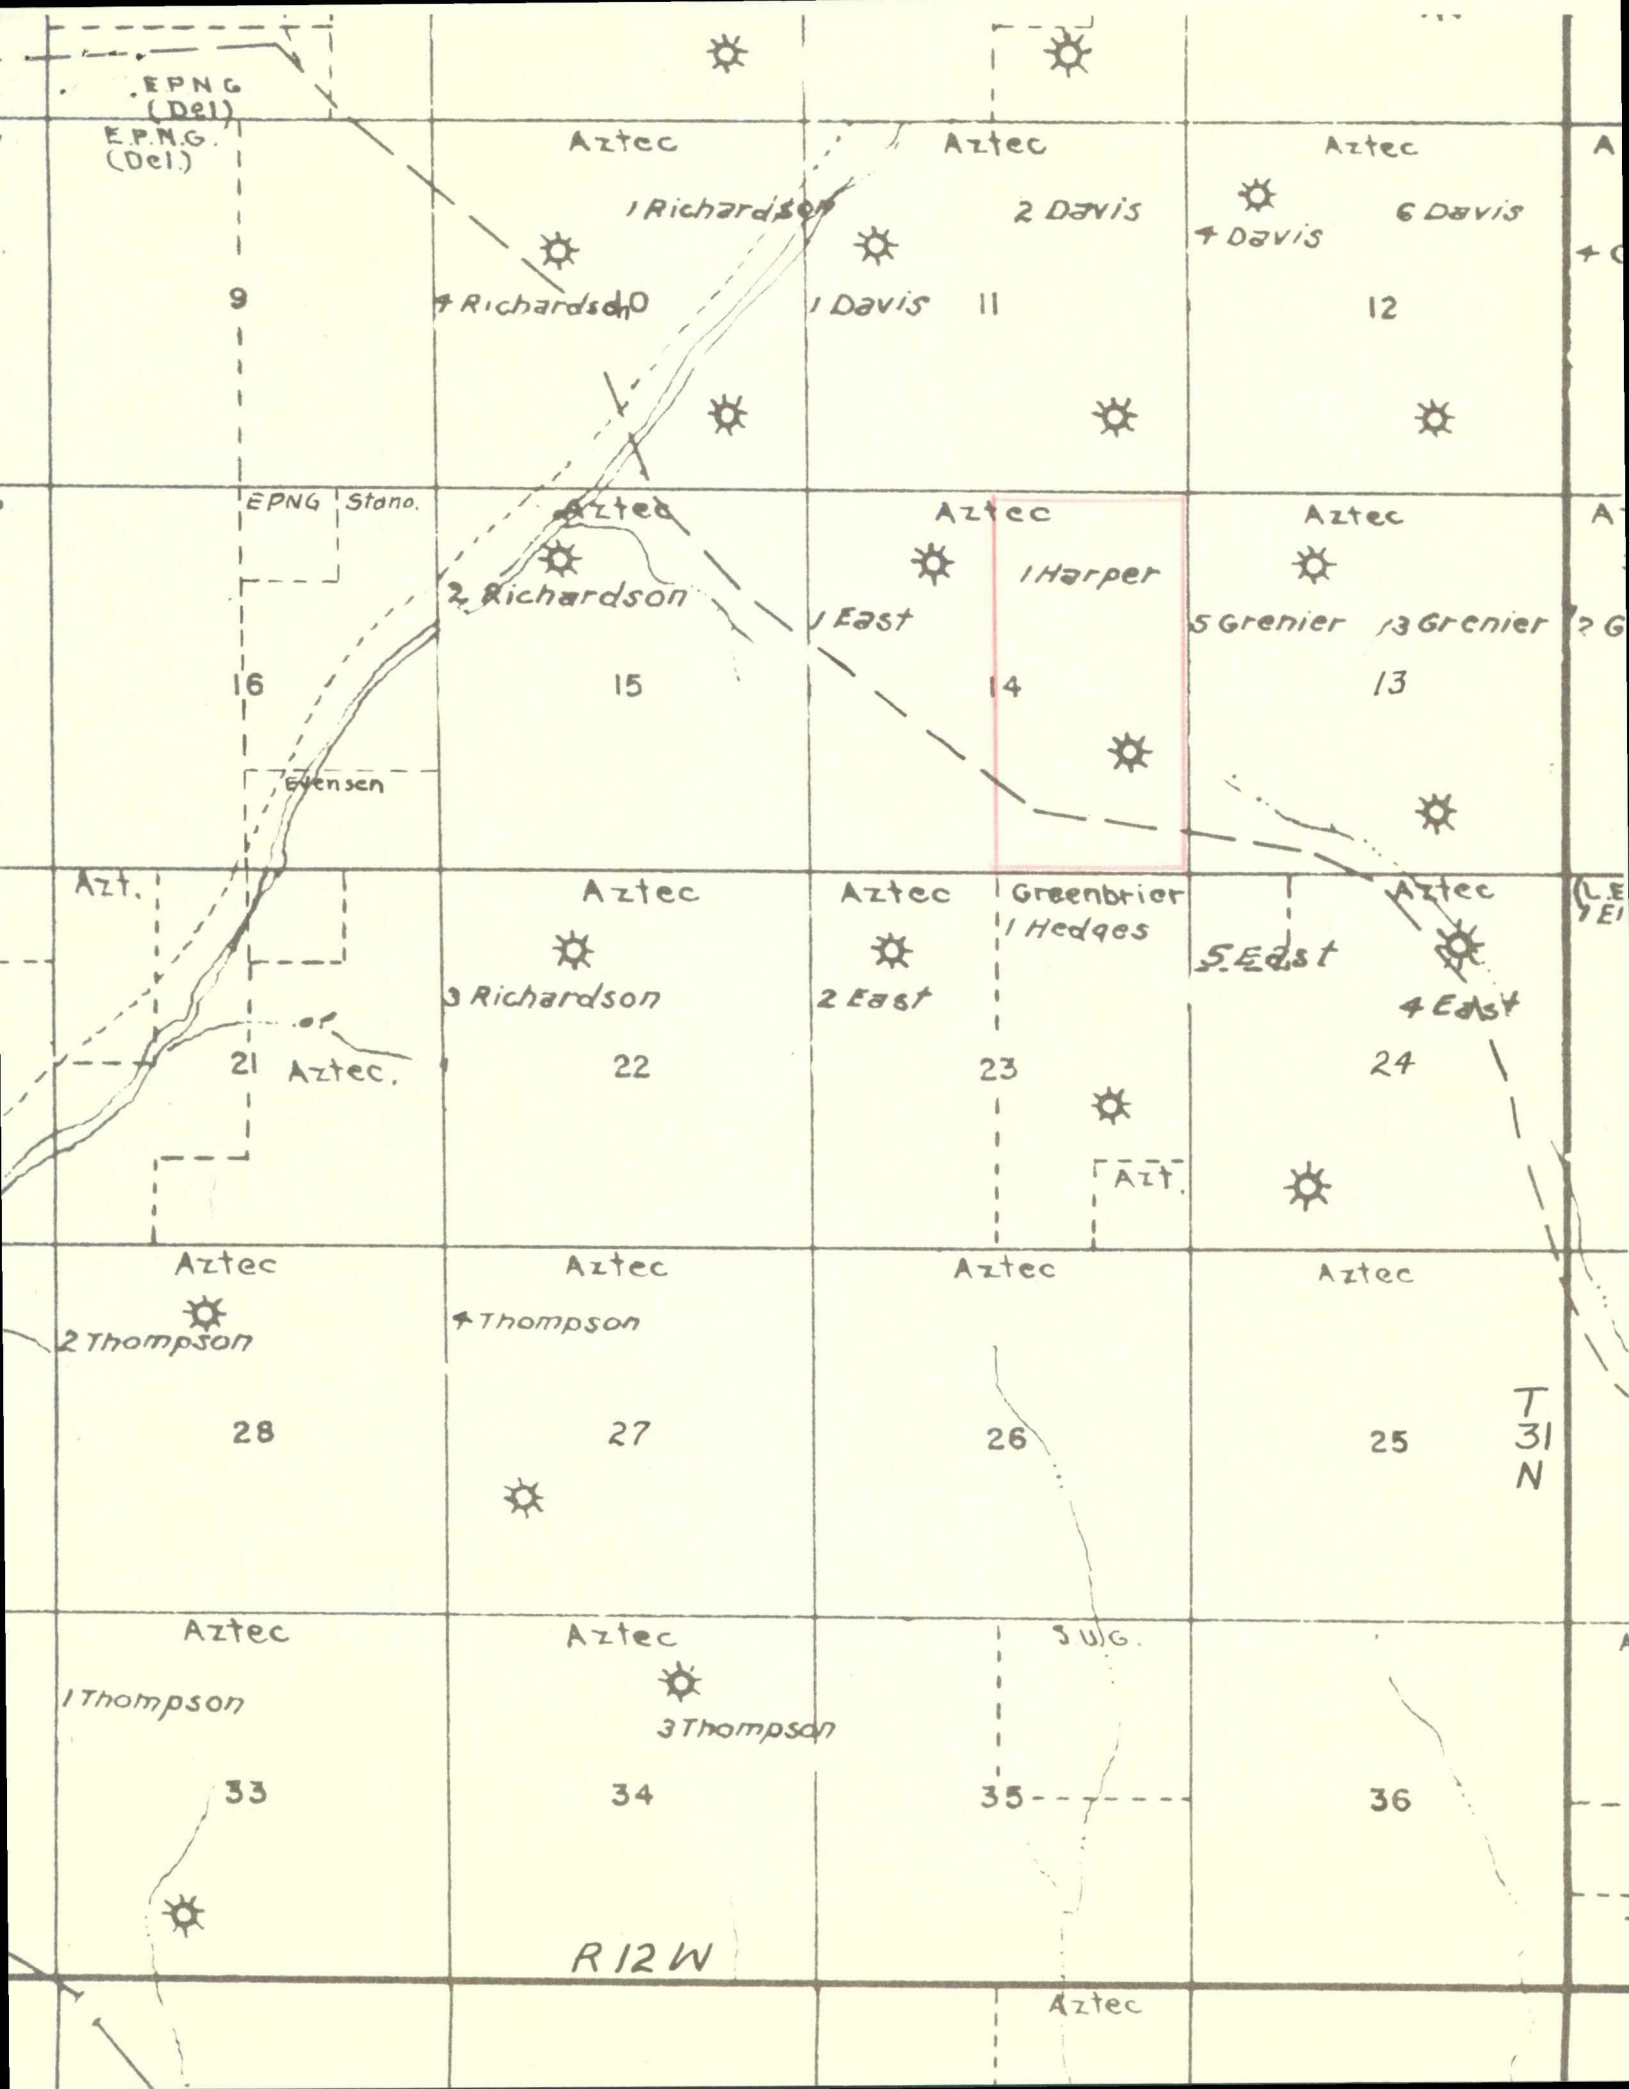 EPNG
(Del)
E.P.N.G.
(Del.)
Aztec
Aztec
Aztec
A
1 Richardson
2 Davis
4 Davis
6 Davis
4 Richardson
1 Davis
9
10
11
12
EPNG
Stano.
Aztec
Aztec
Aztec
1 Harper
2 Richardson
1 East
5 Grenier
13 Grenier
16
15
14
13
Evensen
Azt.
Aztec
Aztec
Greenbrier
1 Hedges
Aztec
5 East
3 Richardson
2 East
4 East
21
Aztec.
22
23
24
Azt.
Aztec
Aztec
Aztec
Aztec
2 Thompson
4 Thompson
28
27
26
25
T
31
N
Aztec
Aztec
S.U.G.
1 Thompson
3 Thompson
33
34
35
36
R 12 W
Aztec